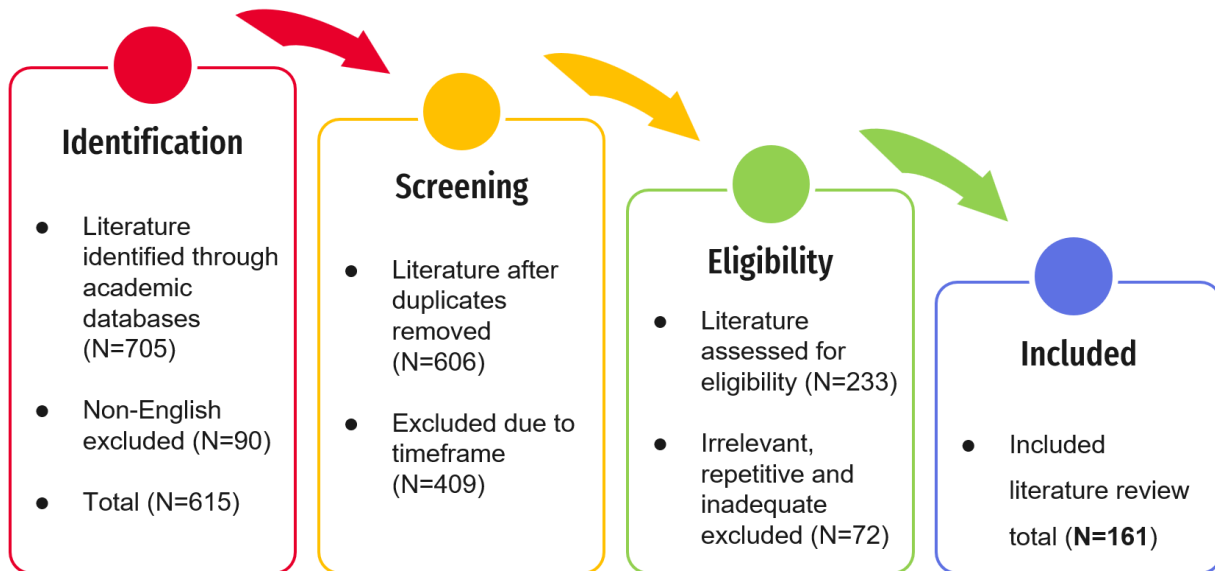 Identification
● Literature
identified through
academic
databases
(N=705)
● Non-English
excluded (N=90)
● Total (N=615)
Screening
● Literature after
duplicates
removed
(N=606)
● Excluded due to
timeframe
(N=409)
Eligibility
● Literature
assessed for
eligibility (N=233)
● Irrelevant,
repetitive and
inadequate
excluded (N=72)
Included
● Included
literature review
total (N=161)